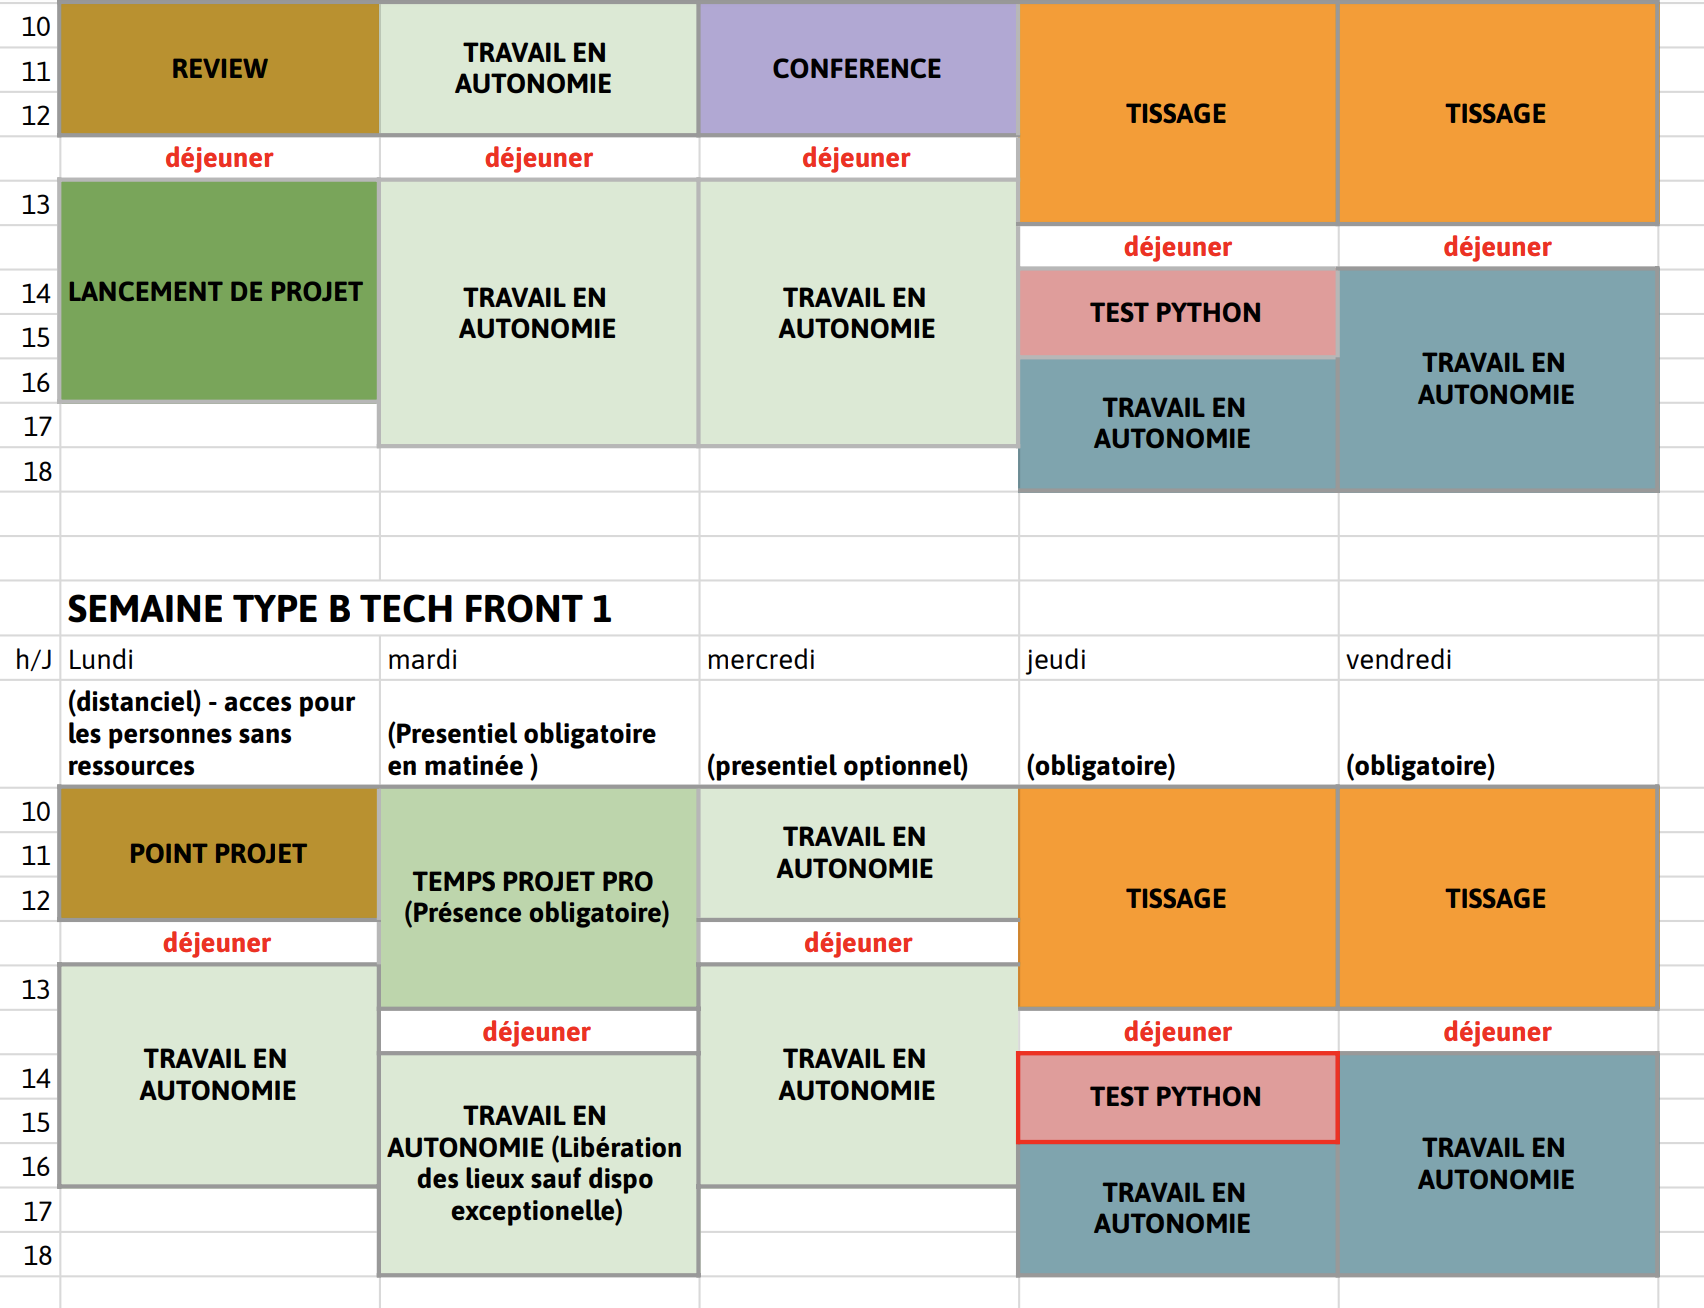 10
REVIEW
TRAVAIL EN
AUTONOMIE
CONFERENCE
TISSAGE
TISSAGE
11
12
déjeuner
déjeuner
déjeuner
13
LANCEMENT DE PROJET
TRAVAIL EN
AUTONOMIE
TRAVAIL EN
AUTONOMIE
déjeuner
déjeuner
14
TEST PYTHON
TRAVAIL EN
AUTONOMIE
15
16
TRAVAIL EN
AUTONOMIE
17
18
SEMAINE TYPE B TECH FRONT 1
h/J Lundi mardi mercredi jeudi vendredi
(distanciel) - acces pour
les personnes sans
ressources
(Presentiel obligatoire
en matinée )
(presentiel optionnel)
(obligatoire)
(obligatoire)
10
POINT PROJET
TEMPS PROJET PRO
(Présence obligatoire)
TRAVAIL EN
AUTONOMIE
TISSAGE
TISSAGE
11
12
déjeuner
déjeuner
13
TRAVAIL EN
AUTONOMIE
déjeuner
TRAVAIL EN
AUTONOMIE
déjeuner
déjeuner
14
TRAVAIL EN
AUTONOMIE (Libération
des lieux sauf dispo
exceptionelle)
TEST PYTHON
TRAVAIL EN
AUTONOMIE
15
16
TRAVAIL EN
AUTONOMIE
17
18